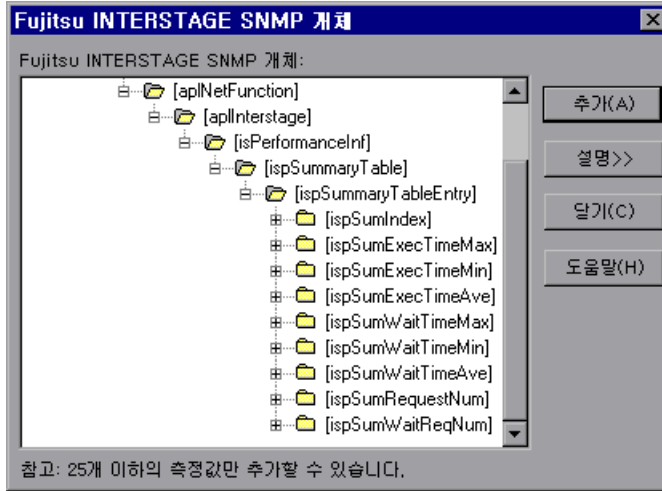 Fujitsu INTERSTAGE SNMP 개체
Fujitsu INTERSTAGE SNMP 개체:
[aplNetFunction]
[aplInterstage]
[isPerformanceInf]
[ispSummaryTable]
[ispSummaryTableEntry]
[ispSumIndex]
[ispSumExecTimeMax]
[ispSumExecTimeMin]
[ispSumExecTimeAve]
[ispSumWaitTimeMax]
[ispSumWaitTimeMin]
[ispSumWaitTimeAve]
[ispSumRequestNum]
[ispSumWaitReqNum]
추가(A)
설명>>
닫기(C)
도움말(H)
참고: 25개 이하의 측정값만 추가할 수 있습니다.